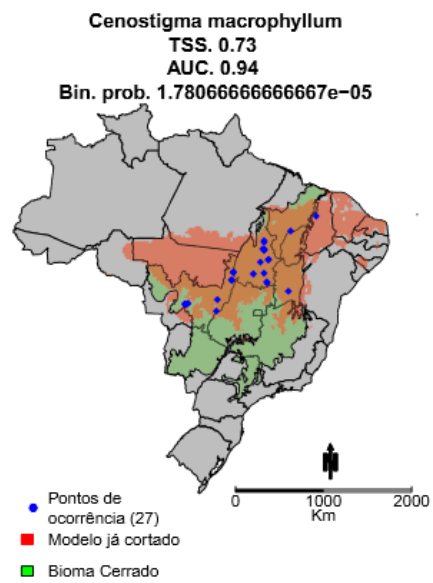 Cenostigma macrophyllum
TSS. 0.73
AUC. 0.94
Bin. prob. 1.78066666666667e−05
0 1000 2000
Km
Pontos de
ocorrência (27)
Modelo já cortado
Bioma Cerrado